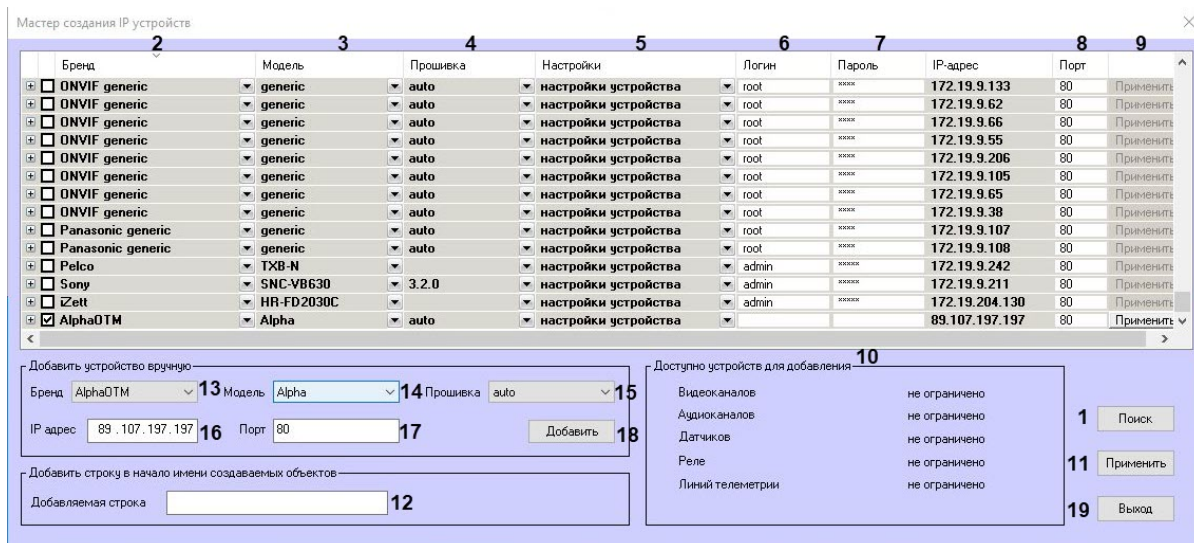 Мастер создания IP устройств
2 3 4 5 6 7 8 9
Бренд Модель Прошивка Настройки Логин Пароль IP-адрес Порт
ONVIF generic generic auto настройки устройства root **** 172.19.9.133 80 Применить
ONVIF generic generic auto настройки устройства root **** 172.19.9.62 80 Применить
ONVIF generic generic auto настройки устройства root **** 172.19.9.66 80 Применить
ONVIF generic generic auto настройки устройства root **** 172.19.9.55 80 Применить
ONVIF generic generic auto настройки устройства root **** 172.19.9.206 80 Применить
ONVIF generic generic auto настройки устройства root **** 172.19.9.105 80 Применить
ONVIF generic generic auto настройки устройства root **** 172.19.9.65 80 Применить
ONVIF generic generic auto настройки устройства root **** 172.19.9.38 80 Применить
Panasonic generic generic auto настройки устройства root **** 172.19.9.107 80 Применить
Panasonic generic generic auto настройки устройства root **** 172.19.9.108 80 Применить
Pelco TXB-N настройки устройства admin ***** 172.19.9.242 80 Применить
Sony SNC-VB630 3.2.0 настройки устройства admin ***** 172.19.9.211 80 Применить
iZett HR-FD2030C настройки устройства admin ***** 172.19.204.130 80 Применить
AlphaOTM Alpha auto настройки устройства 89.107.197.197 80 Применить
Добавить устройство вручную
Бренд AlphaOTM 13 Модель Alpha 14 Прошивка auto 15
IP адрес 89 . 107 . 197 . 197 16 Порт 80 17 Добавить 18
Добавить строку в начало имени создаваемых объектов
Добавляемая строка 12
10
Доступно устройств для добавления
Видеоканалов не ограничено
Аудиоканалов не ограничено
Датчиков не ограничено
Реле не ограничено
Линий телеметрии не ограничено
1 Поиск
11 Применить
19 Выход